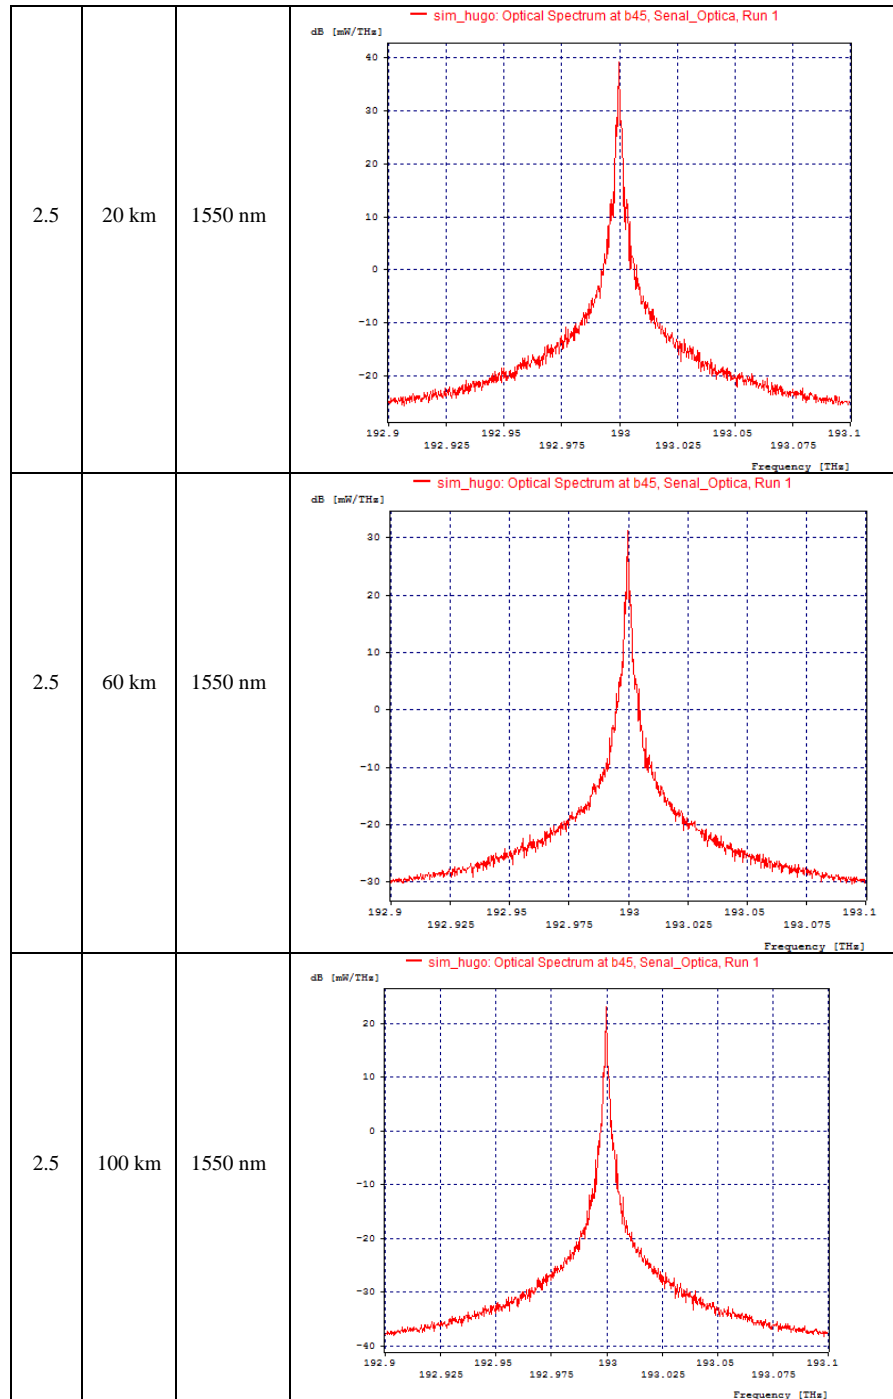 sim_hugo: Optical Spectrum at b45, Senal_Optica, Run 1
dB [mW/THz]
40
30
20
10
0
-10
-20
192.9 192.95 192.975 193 193.05 193.1
192.925 192.975 193.025 193.075
Frequency [THz]
2.5 20 km 1550 nm
sim_hugo: Optical Spectrum at b45, Senal_Optica, Run 1
dB [mW/THz]
30
20
10
0
-10
-20
-30
192.9 192.95 193 193.05 193.1
192.925 192.975 193.025 193.075
Frequency [THz]
2.5 60 km 1550 nm
sim_hugo: Optical Spectrum at b45, Senal_Optica, Run 1
dB [mW/THz]
20
10
0
-10
-20
-30
-40
192.9 192.95 193 193.05 193.1
192.925 192.975 193.025 193.075
Frequency [THz]
2.5 100 km 1550 nm